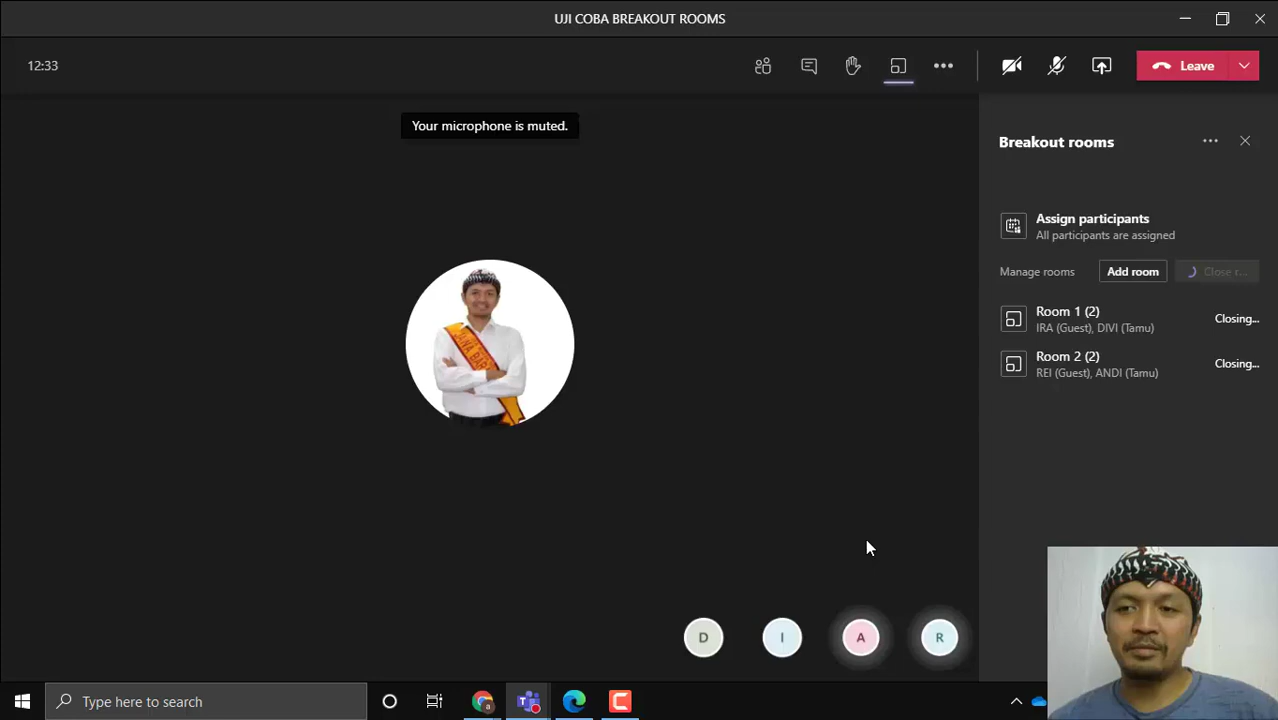 UJI COBA BREAKOUT ROOMS
12:33
Leave
Your microphone is muted.
Breakout rooms
Assign participants
All participants are assigned
Manage rooms
Add room
Close r...
Room 1 (2)
IRA (Guest), DIVI (Tamu)
Closing...
Room 2 (2)
REI (Guest), ANDI (Tamu)
Closing...
D
I
A
R
Type here to search